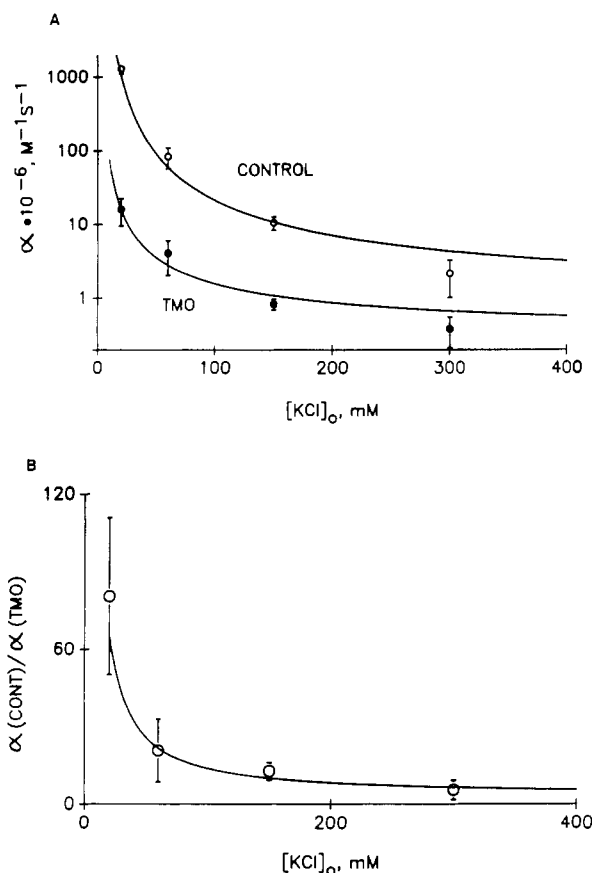 A
∝ •10⁻⁶, M⁻¹S⁻¹
1000
100
10
1
CONTROL
TMO
0 100 200 300 400
[KCl]ₒ, mM
B
∝ (CONT)/∝ (TMO)
120
60
0
0 200 400
[KCl]ₒ, mM